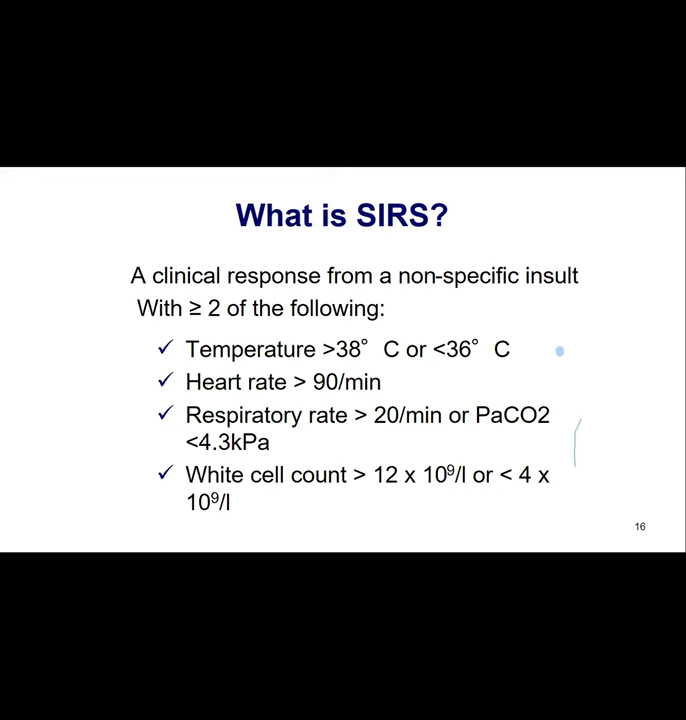 What is SIRS?
A clinical response from a non-specific insult
With ≥ 2 of the following:
✓ Temperature >38° C or <36° C
✓ Heart rate > 90/min
✓ Respiratory rate > 20/min or PaCO2
<4.3kPa
✓ White cell count > 12 x 10⁹/l or < 4 x
10⁹/l
16